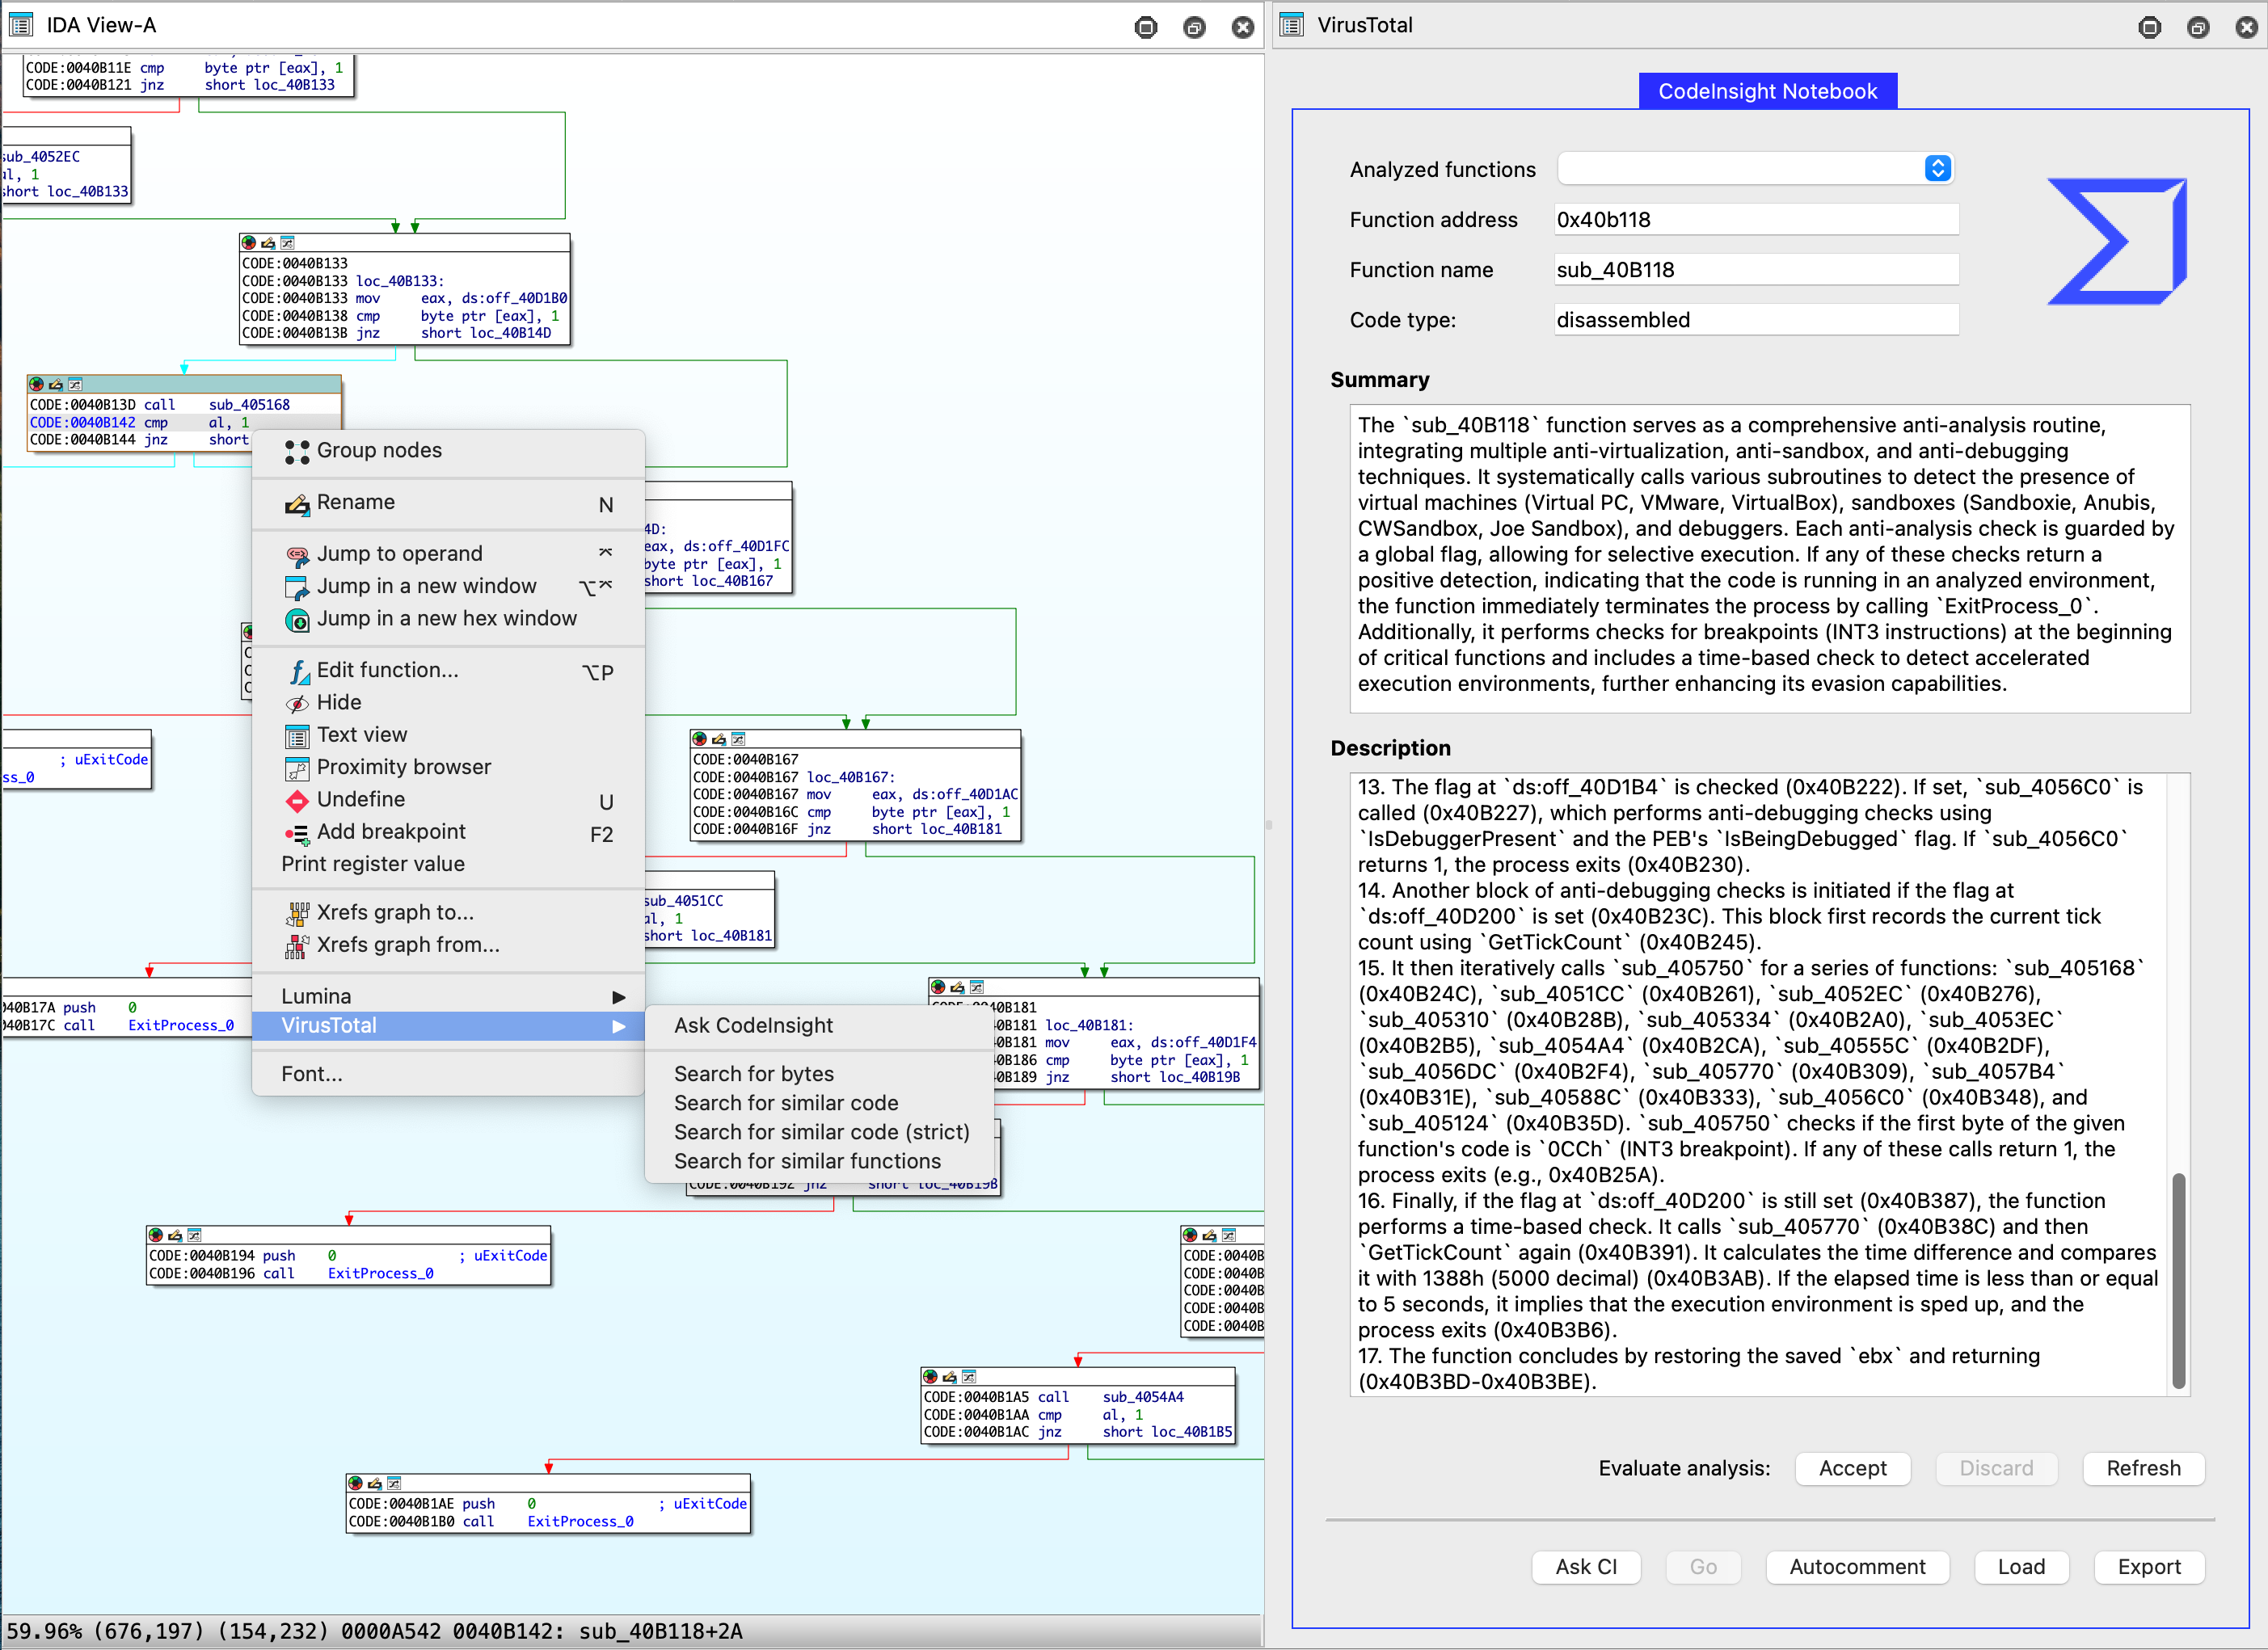 IDA View-A
CODE:0040B11E cmp byte ptr [eax], 1
CODE:0040B121 jnz short loc_40B133
sub_4052EC
al, 1
short loc_40B133
CODE:0040B133
CODE:0040B133 loc_40B133:
CODE:0040B133 mov eax, ds:off_40D1B0
CODE:0040B138 cmp byte ptr [eax], 1
CODE:0040B13B jnz short loc_40B14D
CODE:0040B13D call sub_405168
CODE:0040B142 cmp al, 1
CODE:0040B144 jnz short
Group nodes
Rename N
Jump to operand ⌤
Jump in a new window ⌥⌤
Jump in a new hex window
Edit function... ⌥P
Hide
Text view
Proximity browser
Undefine U
Add breakpoint F2
Print register value
Xrefs graph to...
Xrefs graph from...
Lumina
VirusTotal
Font...
Ask CodeInsight
Search for bytes
Search for similar code
Search for similar code (strict)
Search for similar functions
4D:
eax, ds:off_40D1FC
byte ptr [eax], 1
short loc_40B167
; uExitCode
ss_0
CODE:0040B167
CODE:0040B167 loc_40B167:
CODE:0040B167 mov eax, ds:off_40D1AC
CODE:0040B16C cmp byte ptr [eax], 1
CODE:0040B16F jnz short loc_40B181
sub_4051CC
al, 1
short loc_40B181
40B17A push 0
40B17C call ExitProcess_0
CODE:0040B181
0B181 loc_40B181:
0B181 mov eax, ds:off_40D1F4
0B186 cmp byte ptr [eax], 1
0B189 jnz short loc_40B19B
CODE:0040B192 jnz short loc_40B19B
CODE:0040B194 push 0 ; uExitCode
CODE:0040B196 call ExitProcess_0
CODE:0040B
CODE:0040B
CODE:0040B
CODE:0040B
CODE:0040B
CODE:0040B1A5 call sub_4054A4
CODE:0040B1AA cmp al, 1
CODE:0040B1AC jnz short loc_40B1B5
CODE:0040B1AE push 0 ; uExitCode
CODE:0040B1B0 call ExitProcess_0
59.96% (676,197) (154,232) 0000A542 0040B142: sub_40B118+2A
VirusTotal
CodeInsight Notebook
Analyzed functions
Function address 0x40b118
Function name sub_40B118
Code type: disassembled
Summary
The `sub_40B118` function serves as a comprehensive anti-analysis routine,
integrating multiple anti-virtualization, anti-sandbox, and anti-debugging
techniques. It systematically calls various subroutines to detect the presence of
virtual machines (Virtual PC, VMware, VirtualBox), sandboxes (Sandboxie, Anubis,
CWSandbox, Joe Sandbox), and debuggers. Each anti-analysis check is guarded by
a global flag, allowing for selective execution. If any of these checks return a
positive detection, indicating that the code is running in an analyzed environment,
the function immediately terminates the process by calling `ExitProcess_0`.
Additionally, it performs checks for breakpoints (INT3 instructions) at the beginning
of critical functions and includes a time-based check to detect accelerated
execution environments, further enhancing its evasion capabilities.
Description
13. The flag at `ds:off_40D1B4` is checked (0x40B222). If set, `sub_4056C0` is
called (0x40B227), which performs anti-debugging checks using
`IsDebuggerPresent` and the PEB's `IsBeingDebugged` flag. If `sub_4056C0`
returns 1, the process exits (0x40B230).
14. Another block of anti-debugging checks is initiated if the flag at
`ds:off_40D200` is set (0x40B23C). This block first records the current tick
count using `GetTickCount` (0x40B245).
15. It then iteratively calls `sub_405750` for a series of functions: `sub_405168`
(0x40B24C), `sub_4051CC` (0x40B261), `sub_4052EC` (0x40B276),
`sub_405310` (0x40B28B), `sub_405334` (0x40B2A0), `sub_4053EC`
(0x40B2B5), `sub_4054A4` (0x40B2CA), `sub_40555C` (0x40B2DF),
`sub_4056DC` (0x40B2F4), `sub_405770` (0x40B309), `sub_4057B4`
(0x40B31E), `sub_40588C` (0x40B333), `sub_4056C0` (0x40B348), and
`sub_405124` (0x40B35D). `sub_405750` checks if the first byte of the given
function's code is `0CCh` (INT3 breakpoint). If any of these calls return 1, the
process exits (e.g., 0x40B25A).
16. Finally, if the flag at `ds:off_40D200` is still set (0x40B387), the function
performs a time-based check. It calls `sub_405770` (0x40B38C) and then
`GetTickCount` again (0x40B391). It calculates the time difference and compares
it with 1388h (5000 decimal) (0x40B3AB). If the elapsed time is less than or equal
to 5 seconds, it implies that the execution environment is sped up, and the
process exits (0x40B3B6).
17. The function concludes by restoring the saved `ebx` and returning
(0x40B3BD-0x40B3BE).
Evaluate analysis: Accept Discard Refresh
Ask CI Go Autocomment Load Export